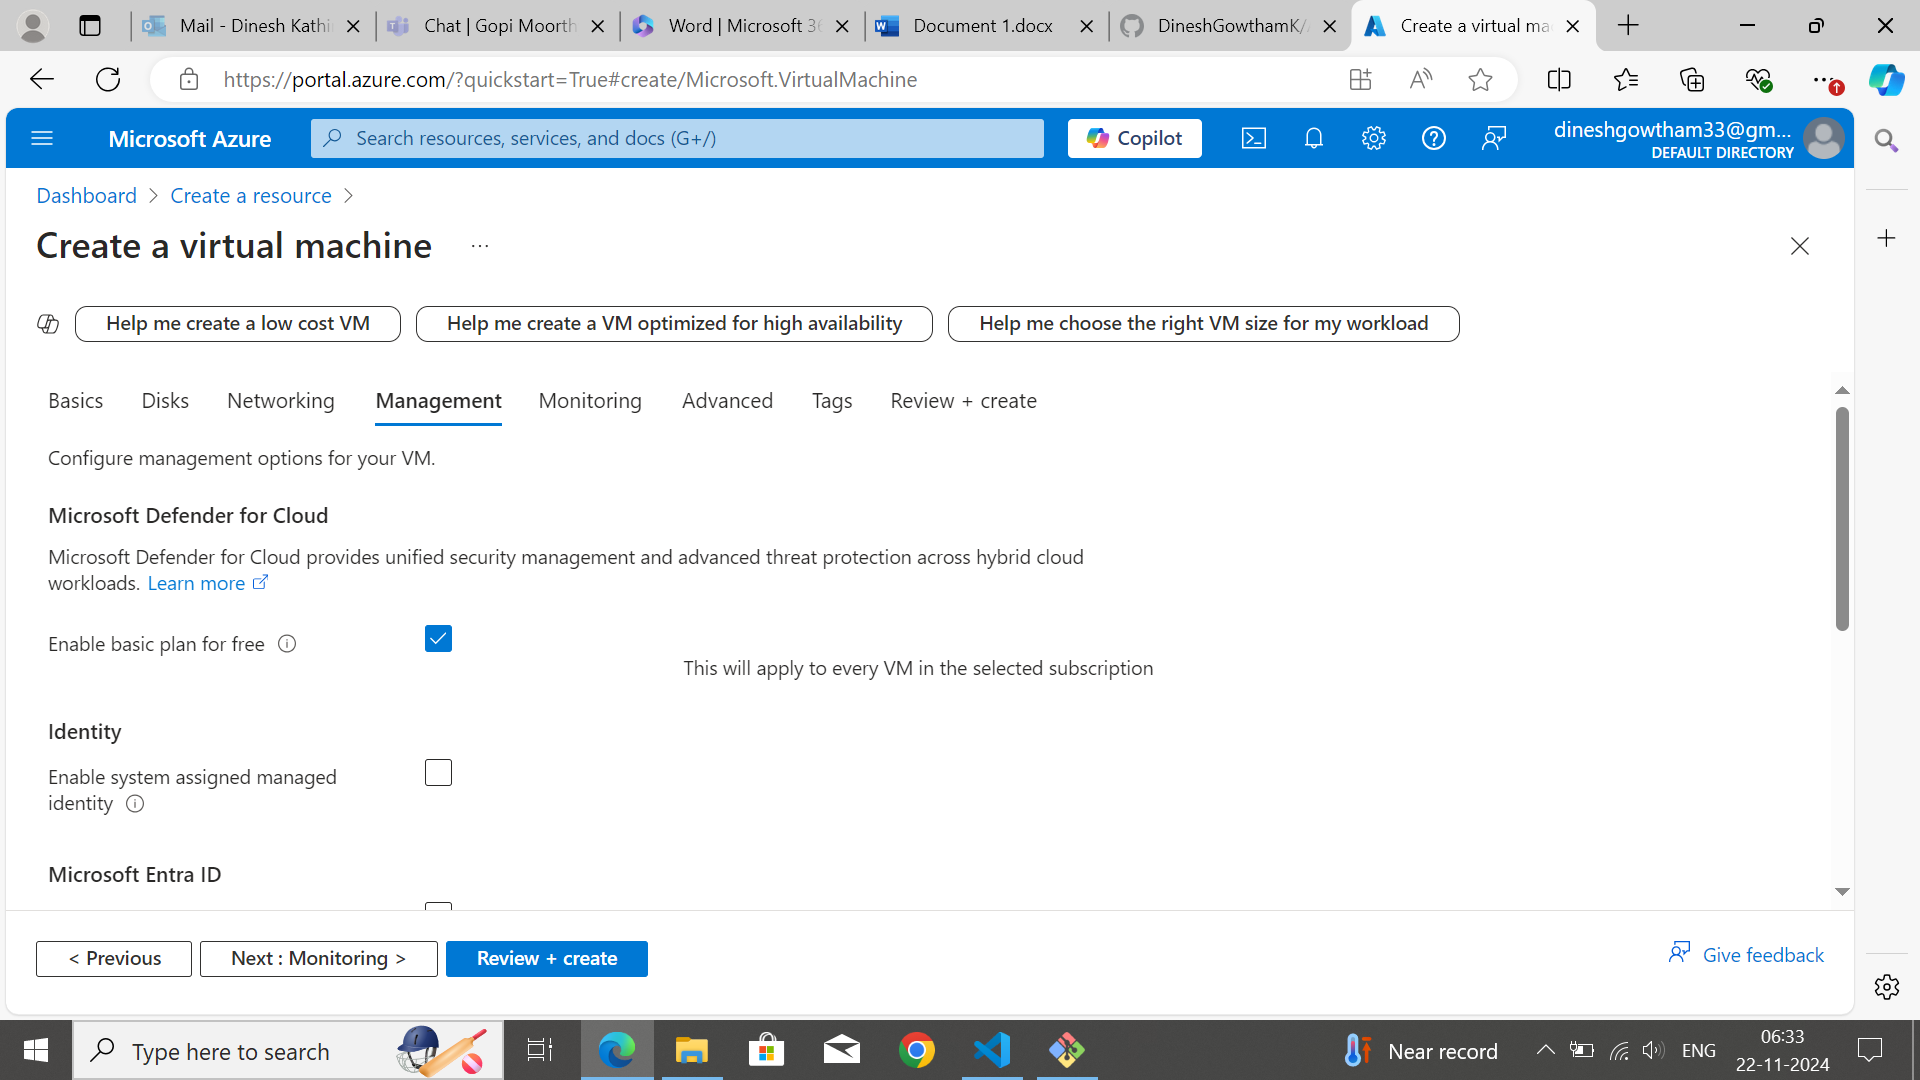 Mail - Dinesh Kathi
Chat | Gopi Moorth
Word | Microsoft 36
Document 1.docx
DineshGowthamK/
Create a virtual ma
https://portal.azure.com/?quickstart=True#create/Microsoft.VirtualMachine
Microsoft Azure
Search resources, services, and docs (G+/)
Copilot
dineshgowtham33@gm...
DEFAULT DIRECTORY
Dashboard > Create a resource >
Create a virtual machine ...
Help me create a low cost VM
Help me create a VM optimized for high availability
Help me choose the right VM size for my workload
Basics Disks Networking Management Monitoring Advanced Tags Review + create
Configure management options for your VM.
Microsoft Defender for Cloud
Microsoft Defender for Cloud provides unified security management and advanced threat protection across hybrid cloud
workloads. Learn more
Enable basic plan for free
This will apply to every VM in the selected subscription
Identity
Enable system assigned managed
identity
Microsoft Entra ID
< Previous
Next : Monitoring >
Review + create
Give feedback
Type here to search
Near record
ENG
06:33
22-11-2024